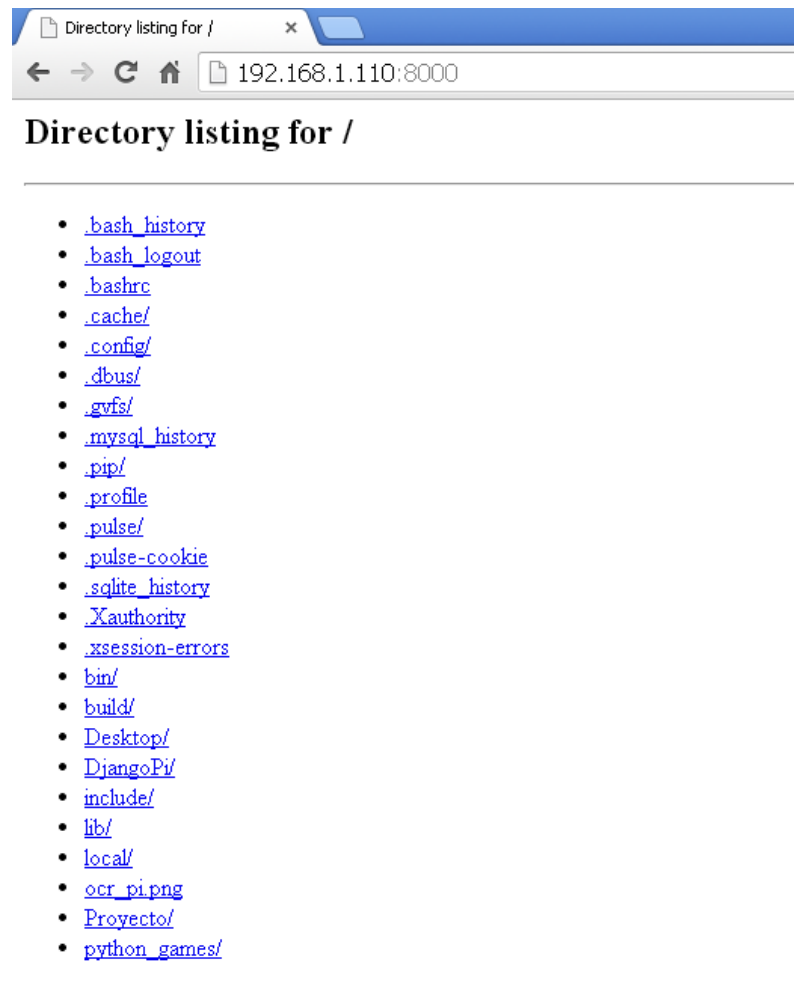 Directory listing for /
192.168.1.110:8000
Directory listing for /
.bash_history
.bash_logout
.bashrc
.cache/
.config/
.dbus/
.gvfs/
.mysql_history
.pip/
.profile
.pulse/
.pulse-cookie
.sqlite_history
.Xauthority
.xsession-errors
bin/
build/
Desktop/
DjangoPi/
include/
lib/
local/
ocr_pi.png
Proyecto/
python_games/